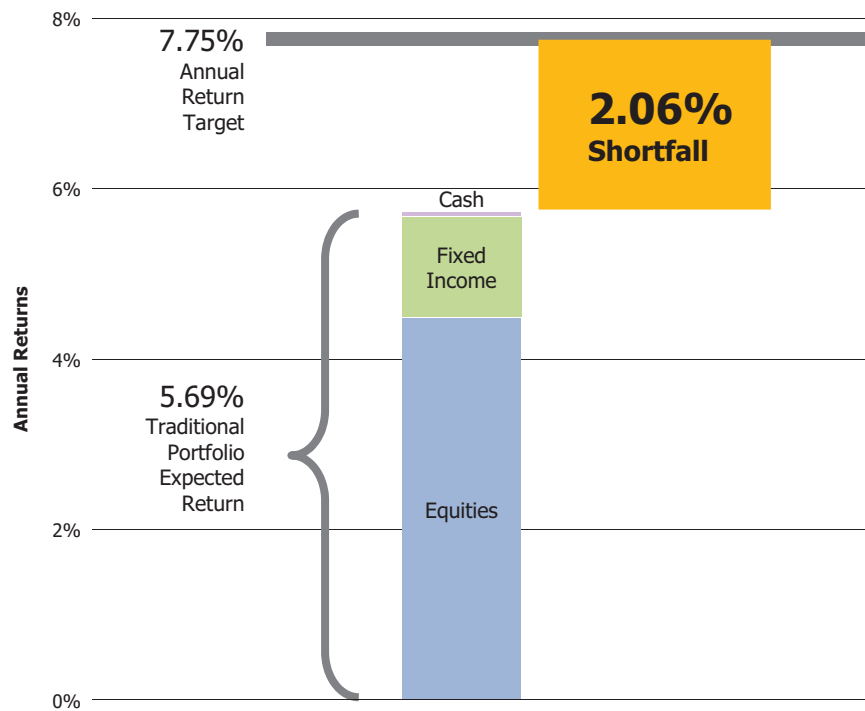 8%
7.75%
Annual
Return
Target
2.06%
Shortfall
6%
Cash
Fixed
Income
4%
Annual Returns
5.69%
Traditional
Portfolio
Expected
Return
Equities
2%
0%